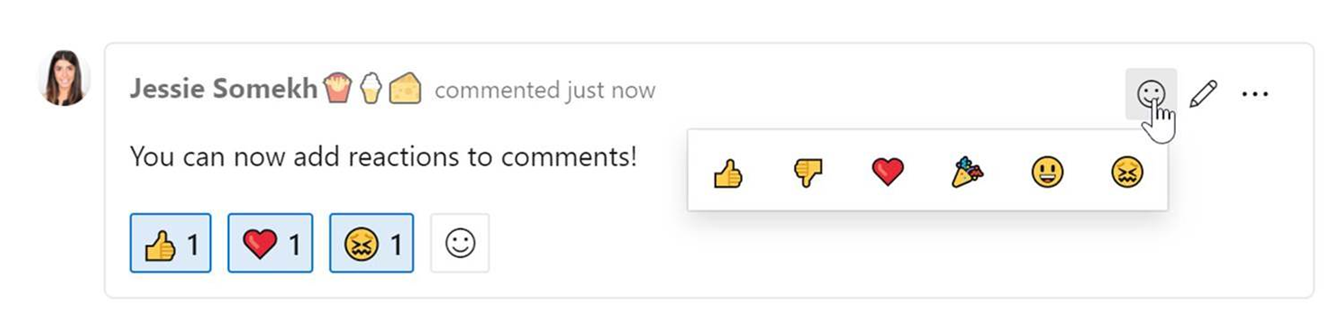 Jessie Somekh🍟🍦🧀 commented just now
You can now add reactions to comments!
👍 1 ❤️ 1 😖 1